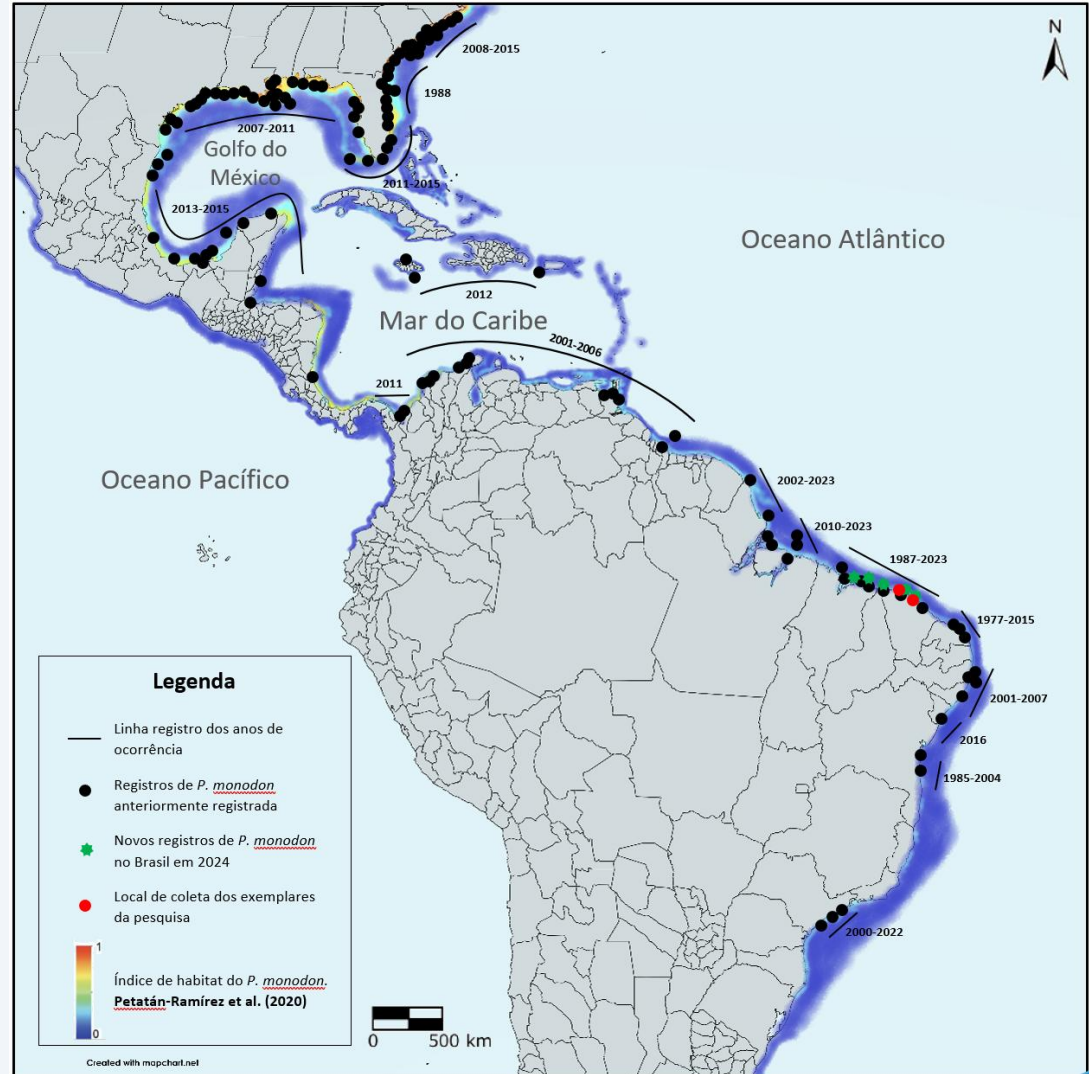 N
2008-2015
1988
2007-2011
Golfo do
México
2011-2015
2013-2015
Oceano Atlântico
2012
Mar do Caribe
2001-2006
2011
Oceano Pacífico
2002-2023
2010-2023
1987-2023
1977-2015
2001-2007
2016
1985-2004
2000-2022
Legenda
Linha registro dos anos de
ocorrência
Registros de P. monodon
anteriormente registrada
Novos registros de P. monodon
no Brasil em 2024
Local de coleta dos exemplares
da pesquisa
1
Índice de habitat do P. monodon.
Petatán-Ramírez et al. (2020)
0
0 500 km
Created with mapchart.net